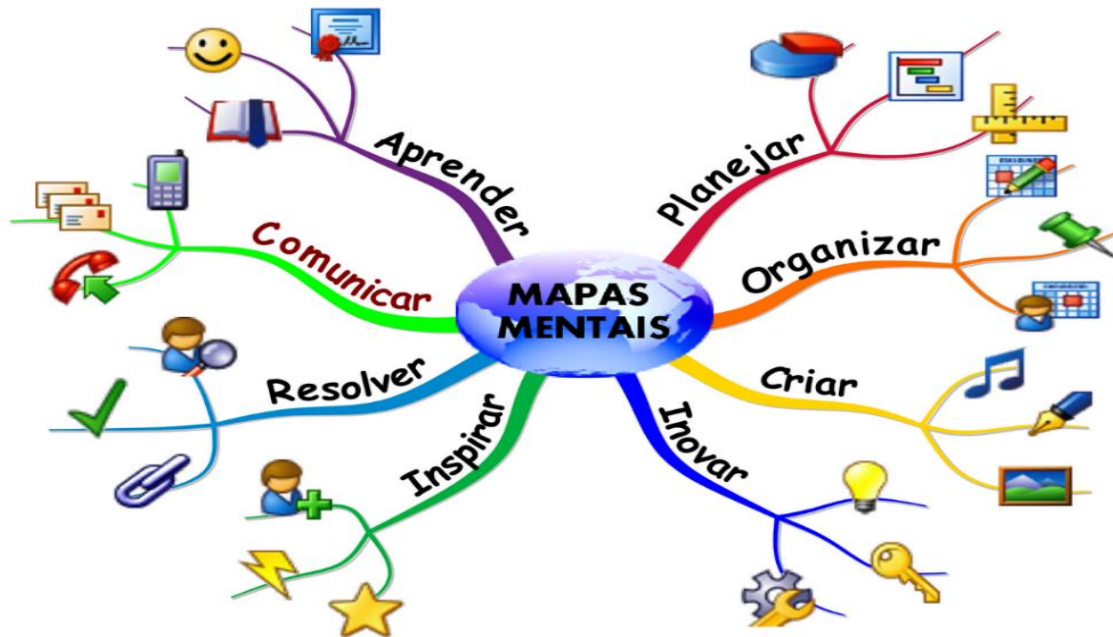 MAPAS
MENTAIS
Planejar
Organizar
Criar
Inovar
Inspirar
Resolver
Comunicar
Aprender